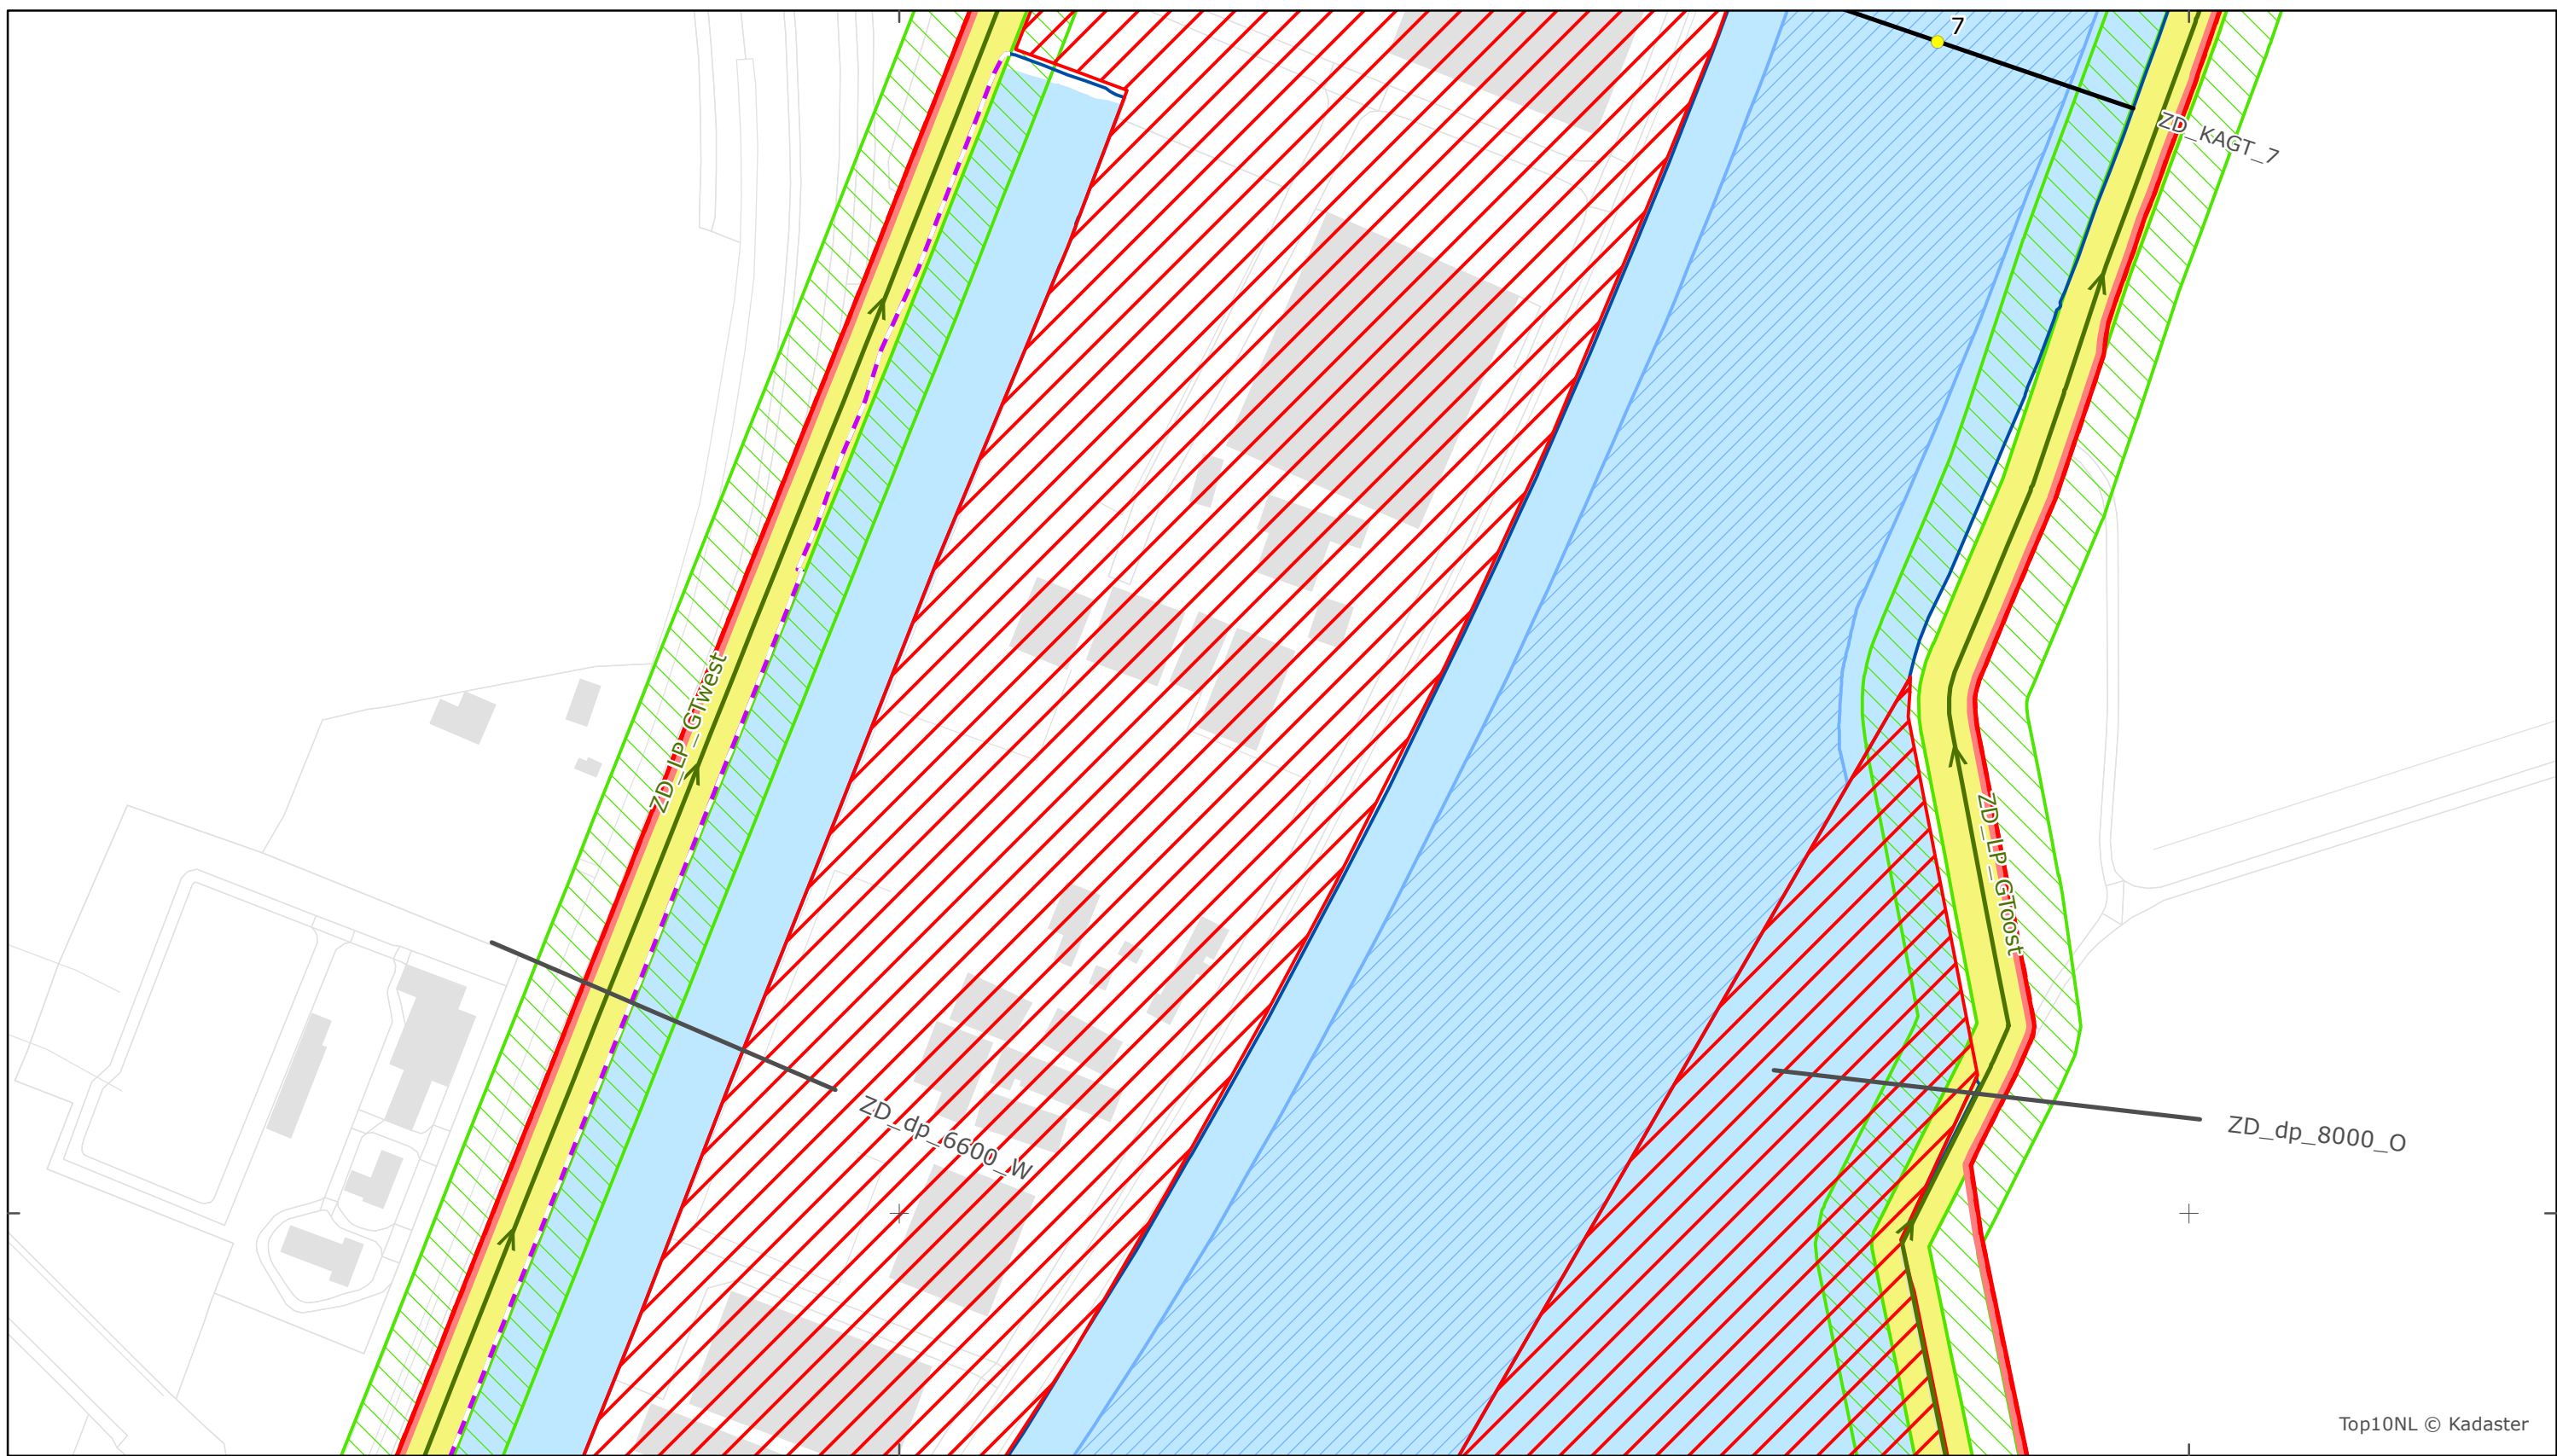 7
ZD_KAGT_7
ZD_LP_GTwest
ZD_LP_GToost
ZD_dp_6600_W
ZD_dp_8000_O
Top10NL © Kadaster